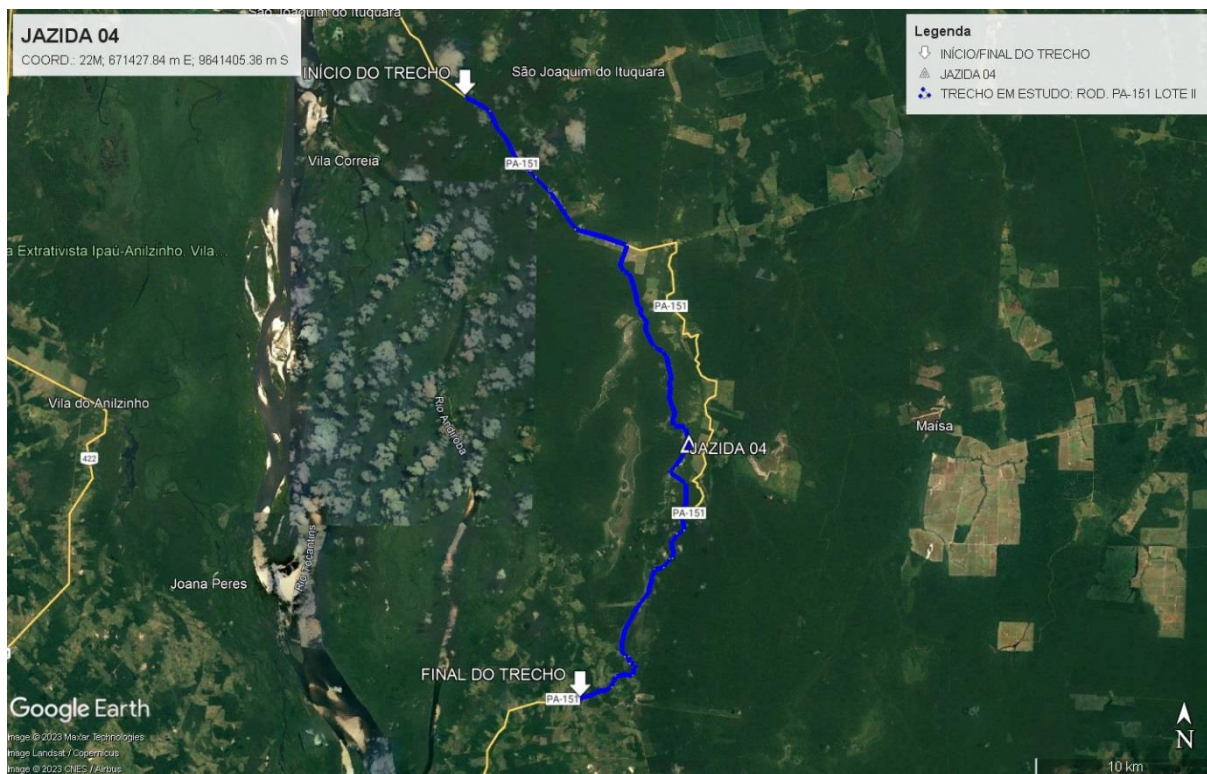 São Joaquim do Ituquara
JAZIDA 04
COORD.: 22M; 671427.84 m E; 9641405.36 m S
Legenda
INÍCIO/FINAL DO TRECHO
JAZIDA 04
TRECHO EM ESTUDO: ROD. PA-151 LOTE II
INÍCIO DO TRECHO
São Joaquim do Ituquara
Vila Correia
PA-151
a Extrativista Ipaú-Anilzinho. Vila...
PA-151
Vila do Anilzinho
Rio Andiroba
Maísa
JAZIDA 04
422
PA-151
Rio Tocantins
Joana Peres
FINAL DO TRECHO
PA-151
Google Earth
Image © 2023 Maxar Technologies
Image Landsat / Copernicus
Image © 2023 CNES / Airbus
N
10 km